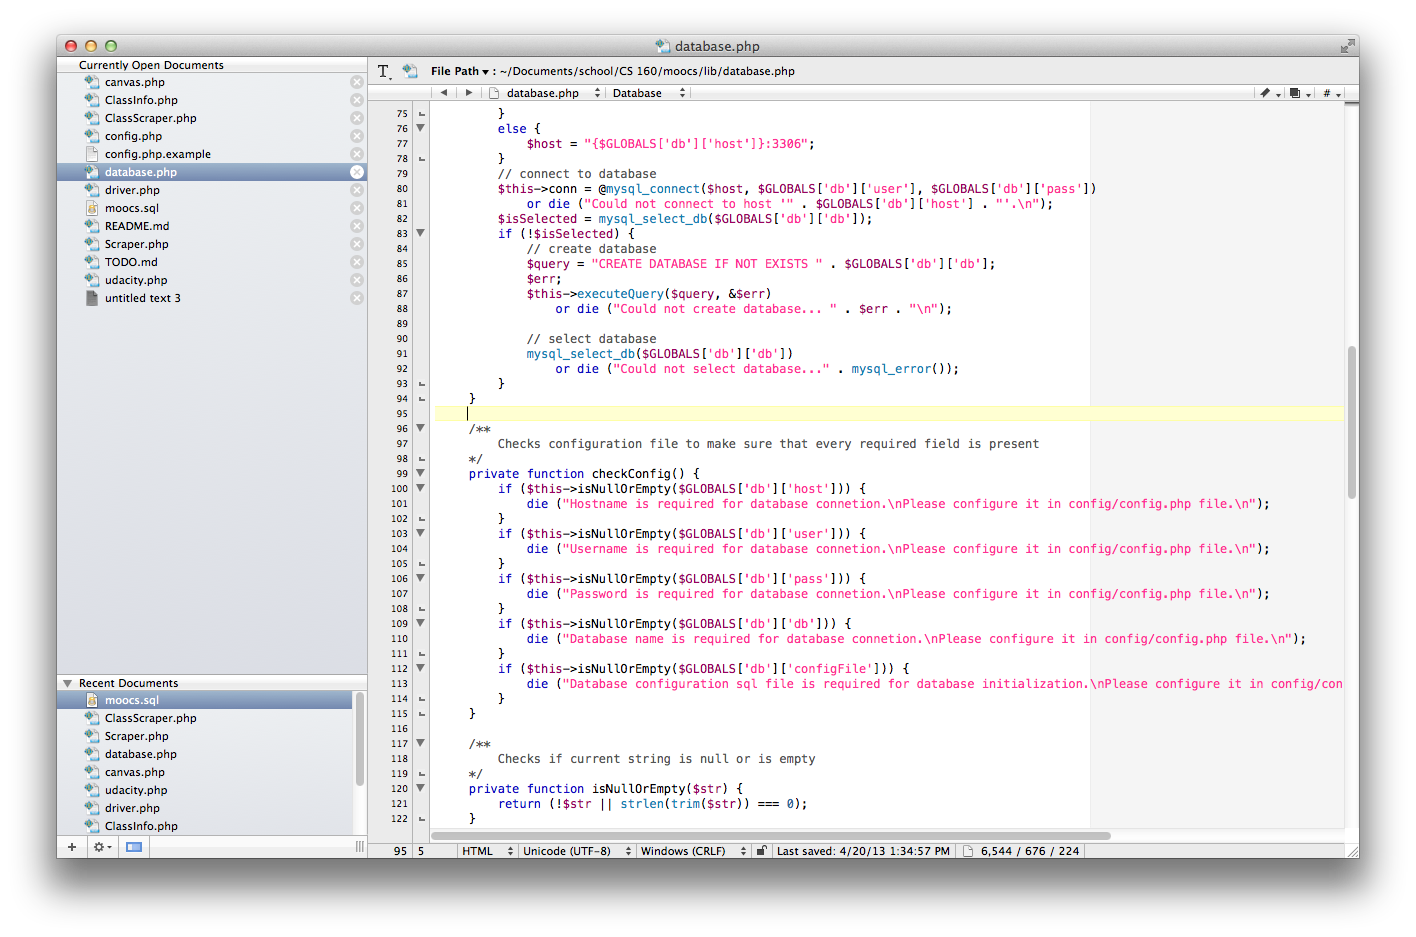 database.php
Currently Open Documents
canvas.php
ClassInfo.php
ClassScraper.php
config.php
config.php.example
database.php
driver.php
moocs.sql
README.md
Scraper.php
TODO.md
udacity.php
untitled text 3
Recent Documents
moocs.sql
ClassScraper.php
Scraper.php
database.php
canvas.php
udacity.php
driver.php
ClassInfo.php
T. File Path ▾ : ~/Documents/school/CS 160/moocs/lib/database.php
database.php Database #
75 }
76 else {
77 $host = "{$GLOBALS['db']['host']}:3306";
78 }
79 // connect to database
80 $this->conn = @mysql_connect($host, $GLOBALS['db']['user'], $GLOBALS['db']['pass'])
81 or die ("Could not connect to host '" . $GLOBALS['db']['host'] . "'.\n");
82 $isSelected = mysql_select_db($GLOBALS['db']['db']);
83 if (!$isSelected) {
84 // create database
85 $query = "CREATE DATABASE IF NOT EXISTS " . $GLOBALS['db']['db'];
86 $err;
87 $this->executeQuery($query, &$err)
88 or die ("Could not create database... " . $err . "\n");
89
90 // select database
91 mysql_select_db($GLOBALS['db']['db'])
92 or die ("Could not select database..." . mysql_error());
93 }
94 }
95
96 /**
97 Checks configuration file to make sure that every required field is present
98 */
99 private function checkConfig() {
100 if ($this->isNullOrEmpty($GLOBALS['db']['host'])) {
101 die ("Hostname is required for database connetion.\nPlease configure it in config/config.php file.\n");
102 }
103 if ($this->isNullOrEmpty($GLOBALS['db']['user'])) {
104 die ("Username is required for database connetion.\nPlease configure it in config/config.php file.\n");
105 }
106 if ($this->isNullOrEmpty($GLOBALS['db']['pass'])) {
107 die ("Password is required for database connetion.\nPlease configure it in config/config.php file.\n");
108 }
109 if ($this->isNullOrEmpty($GLOBALS['db']['db'])) {
110 die ("Database name is required for database connetion.\nPlease configure it in config/config.php file.\n");
111 }
112 if ($this->isNullOrEmpty($GLOBALS['db']['configFile'])) {
113 die ("Database configuration sql file is required for database initialization.\nPlease configure it in config/con
114 }
115 }
116
117 /**
118 Checks if current string is null or is empty
119 */
120 private function isNullOrEmpty($str) {
121 return (!$str || strlen(trim($str)) === 0);
122 }
95 5 HTML Unicode (UTF-8) Windows (CRLF) Last saved: 4/20/13 1:34:57 PM 6,544 / 676 / 224